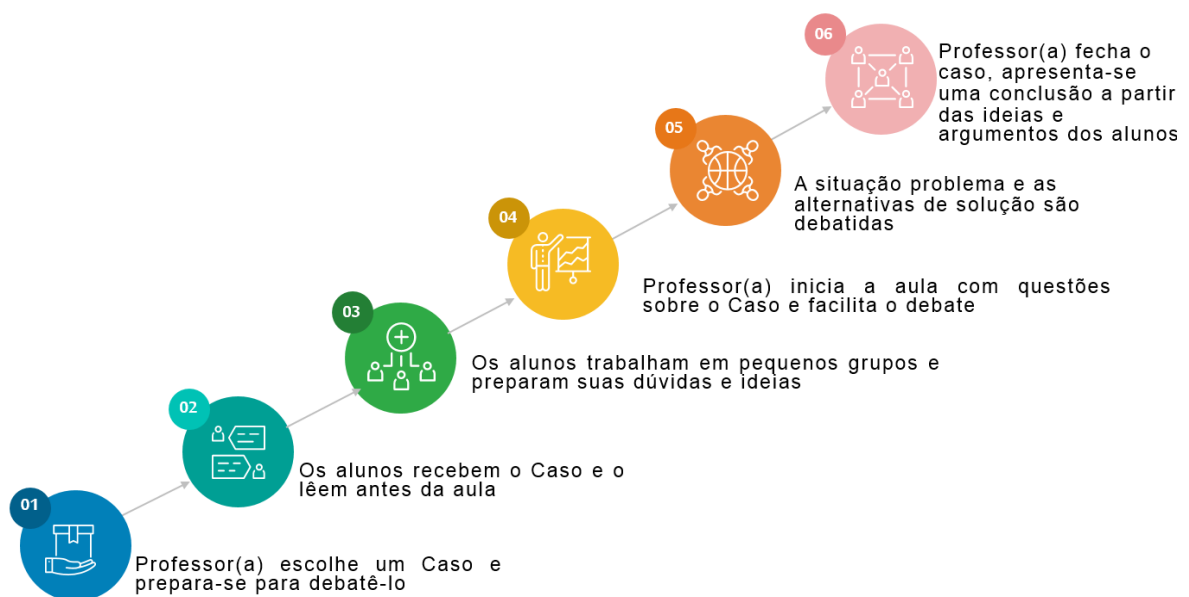 06
Professor(a) fecha o
caso, apresenta-se
uma conclusão a partir
das ideias e
argumentos dos alunos
05
A situação problema e as
alternativas de solução são
debatidas
04
Professor(a) inicia a aula com questões
sobre o Caso e facilita o debate
03
Os alunos trabalham em pequenos grupos e
preparam suas dúvidas e ideias
02
Os alunos recebem o Caso e o
lêem antes da aula
01
Professor(a) escolhe um Caso e
prepara-se para debatê-lo